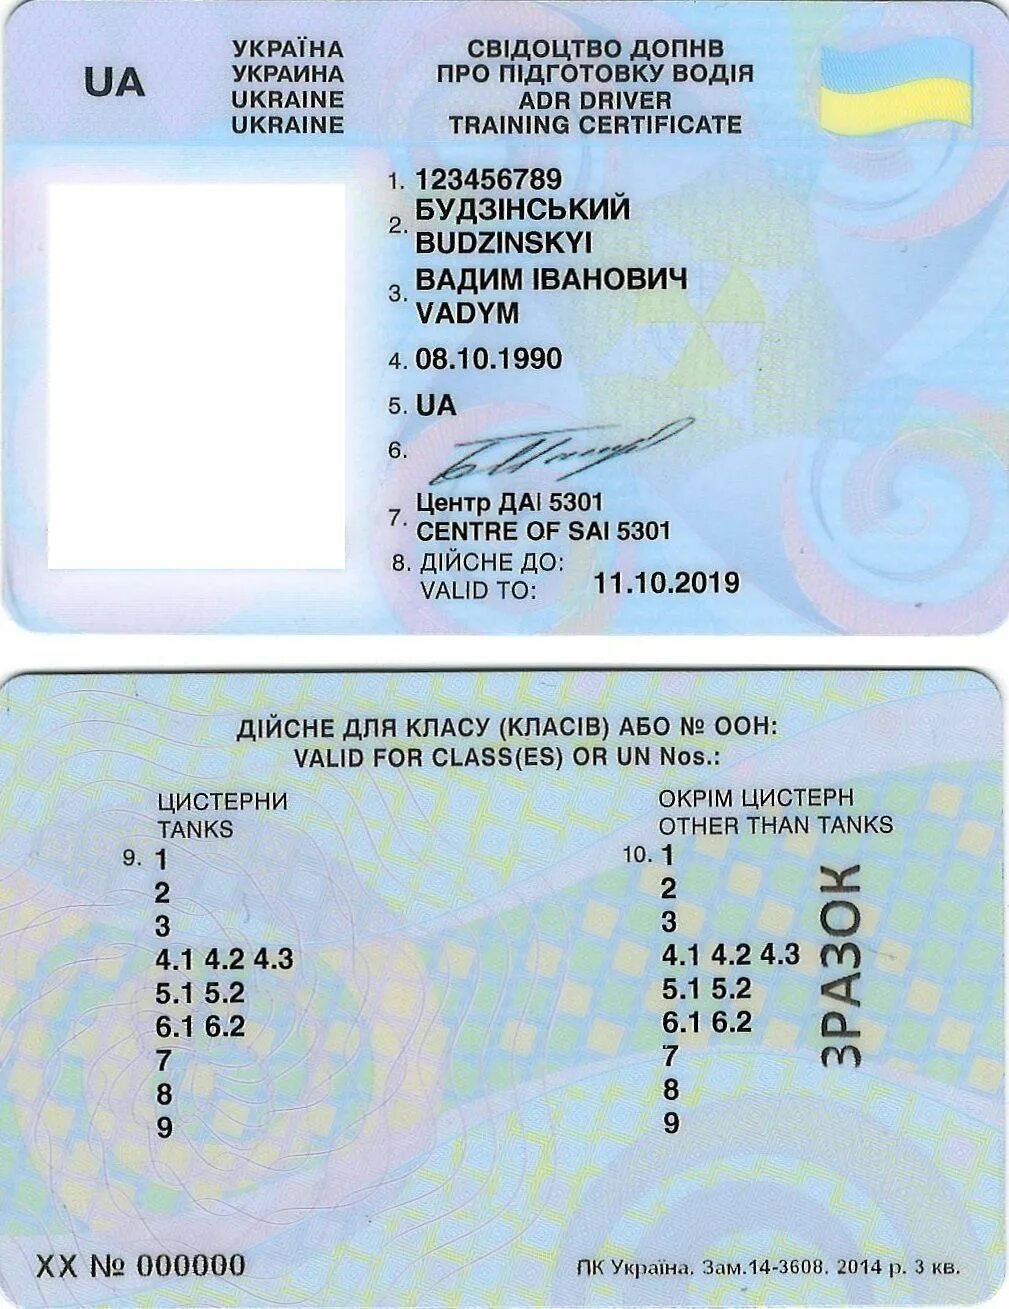 UA
УКРАЇНА
УКРАИНА
UKRAINE
UKRAINE
СВІДОЦТВО ДОПНВ
ПРО ПІДГОТОВКУ ВОДІЯ
ADR DRIVER
TRAINING CERTIFICATE
1. 123456789
2. БУДЗІНСЬКИЙ
BUDZINSKYI
3. ВАДИМ ІВАНОВИЧ
VADYM
4. 08.10.1990
5. UA
6.
7. Центр ДАІ 5301
CENTRE OF SAI 5301
8. ДІЙСНЕ ДО:
VALID TO: 11.10.2019
ДІЙСНЕ ДЛЯ КЛАСУ (КЛАСІВ) АБО № ООН:
VALID FOR CLASS(ES) OR UN Nos.:
ЦИСТЕРНИ
TANKS
9. 1
2
3
4.1 4.2 4.3
5.1 5.2
6.1 6.2
7
8
9
ОКРІМ ЦИСТЕРН
OTHER THAN TANKS
10. 1
2
3
4.1 4.2 4.3
5.1 5.2
6.1 6.2
7
8
9
ЗРАЗОК
ХХ № 000000
ПК Україна. Зам.14-3608. 2014 р. 3 кв.